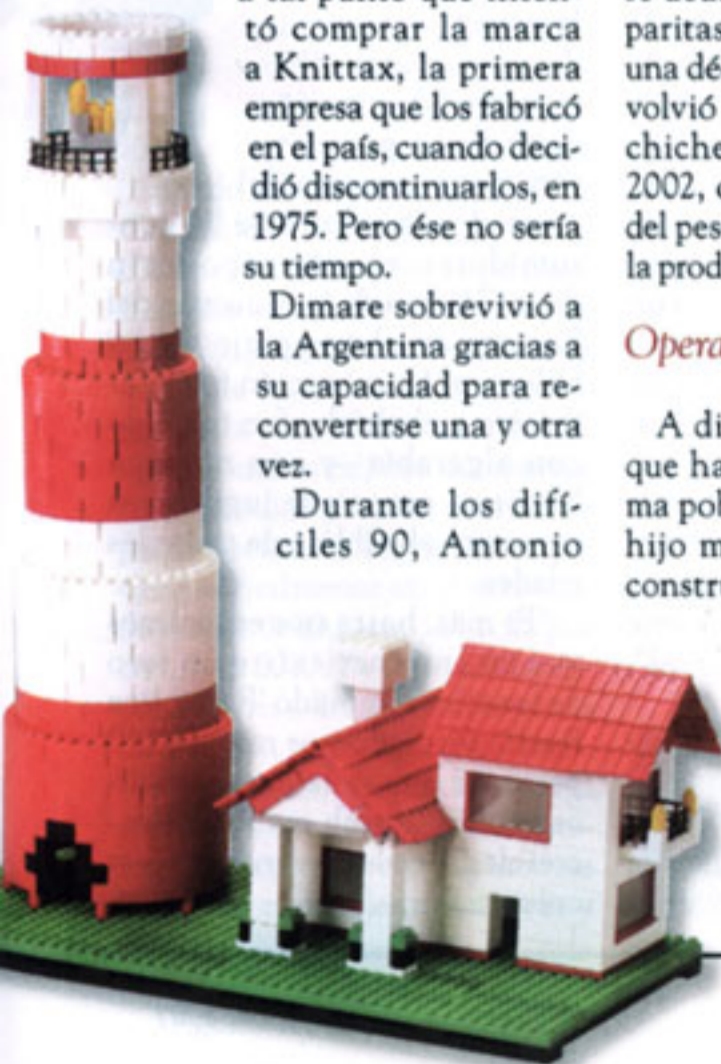 tó comprar la marca
a Knittax, la primera
empresa que los fabricó
en el país, cuando deci-
dió discontinuarlos, en
1975. Pero ése no sería
su tiempo.
Dimare sobrevivió a
la Argentina gracias a
su capacidad para re-
convertirse una y otra
vez.
Durante los difí-
ciles 90, Antonio
paritas
una dé
volvió
chiche
2002,
del pes
la prod
Opera
A di
que ha
ma pol
hijo m
constru